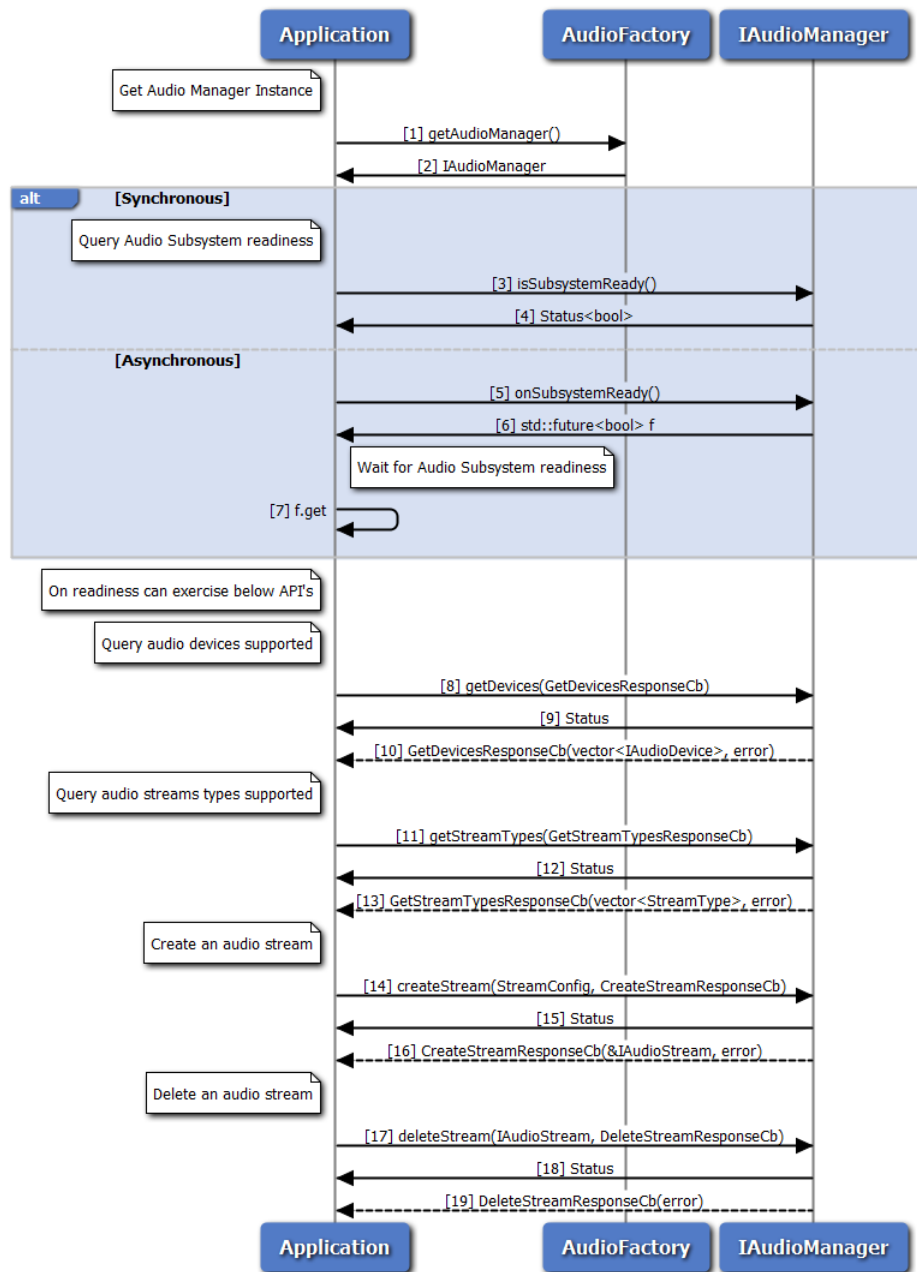 Application
AudioFactory
IAudioManager
Get Audio Manager Instance
[1] getAudioManager()
[2] IAudioManager
alt
[Synchronous]
Query Audio Subsystem readiness
[3] isSubsystemReady()
[4] Status<bool>
[Asynchronous]
[5] onSubsystemReady()
[6] std::future<bool> f
Wait for Audio Subsystem readiness
[7] f.get
On readiness can exercise below API's
Query audio devices supported
[8] getDevices(GetDevicesResponseCb)
[9] Status
[10] GetDevicesResponseCb(vector<IAudioDevice>, error)
Query audio streams types supported
[11] getStreamTypes(GetStreamTypesResponseCb)
[12] Status
[13] GetStreamTypesResponseCb(vector<StreamType>, error)
Create an audio stream
[14] createStream(StreamConfig, CreateStreamResponseCb)
[15] Status
[16] CreateStreamResponseCb(&IAudioStream, error)
Delete an audio stream
[17] deleteStream(IAudioStream, DeleteStreamResponseCb)
[18] Status
[19] DeleteStreamResponseCb(error)
Application
AudioFactory
IAudioManager